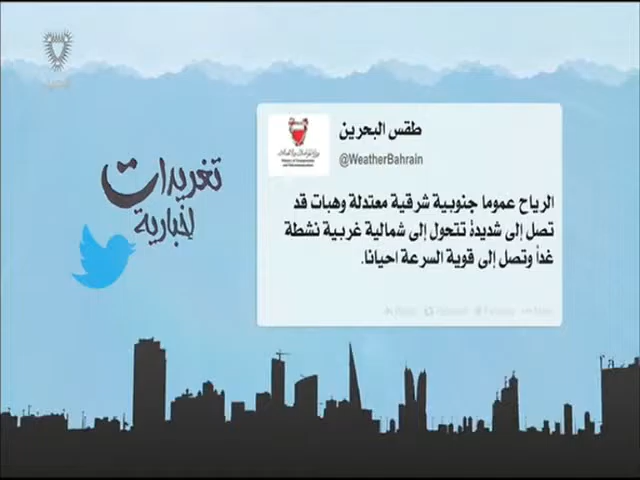 طقس البحرين
@WeatherBahrain
الرياح عموما جنوبية شرقية معتدلة وهبات قد
تصل إلى شديدة تتحول إلى شمالية غربية نشطة
غداً وتصل إلى قوية السرعة احيانا.
تغريدات
إخبارية